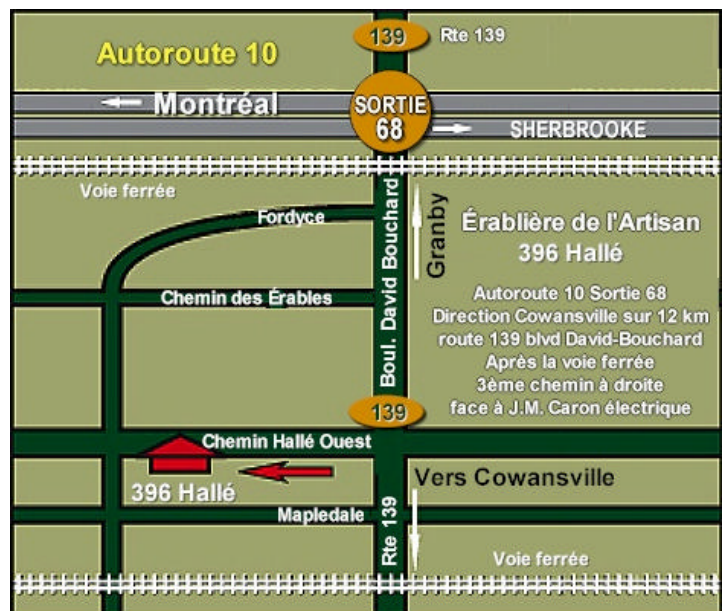 139
Rte 139
Autoroute 10
Montréal
SORTIE
68
SHERBROOKE
Voie ferrée
Fordyce
Boul. David Bouchard
Granby
Érablière de l'Artisan
396 Hallé
Chemin des Érables
Autoroute 10 Sortie 68
Direction Cowansville sur 12 km
route 139 blvd David-Bouchard
Après la voie ferrée
3ème chemin à droite
face à J.M. Caron électrique
139
Chemin Hallé Ouest
396 Hallé
Vers Cowansville
Mapledale
Rte 139
Voie ferrée